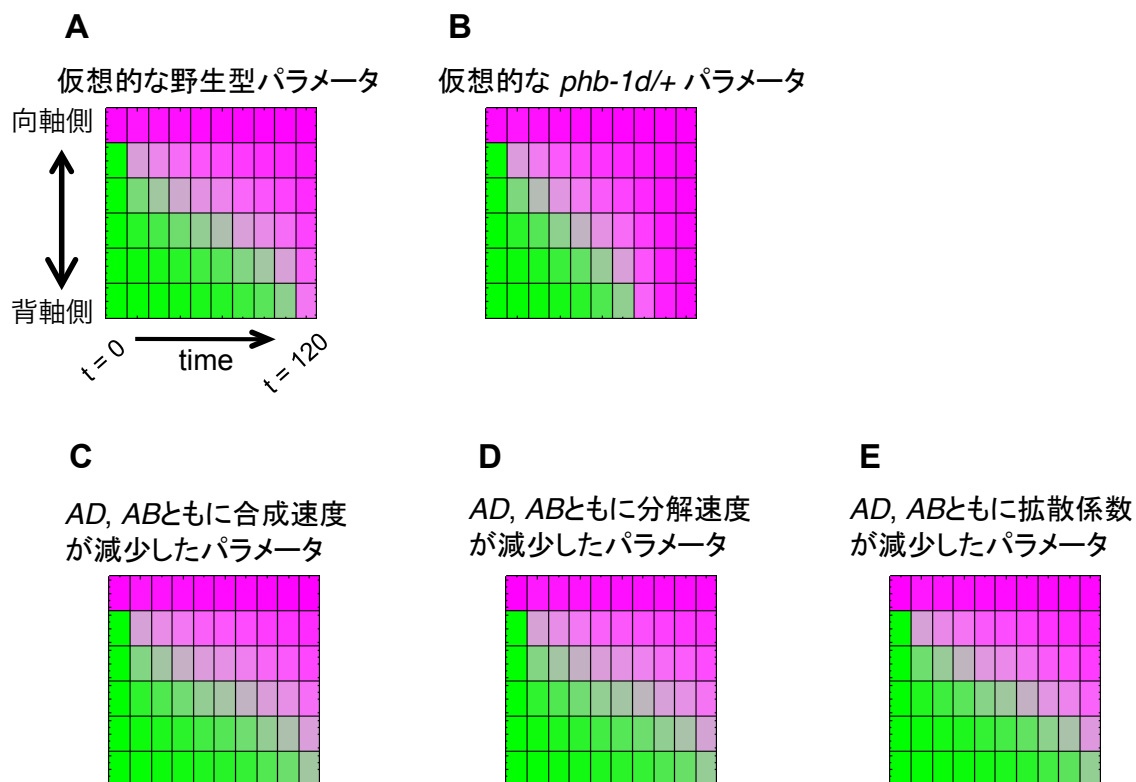 A
仮想的な野生型パラメータ
向軸側
背軸側
t = 0
time
t = 120
B
仮想的な phb-1d/+ パラメータ
C
AD, ABともに合成速度
が減少したパラメータ
D
AD, ABともに分解速度
が減少したパラメータ
E
AD, ABともに拡散係数
が減少したパラメータ